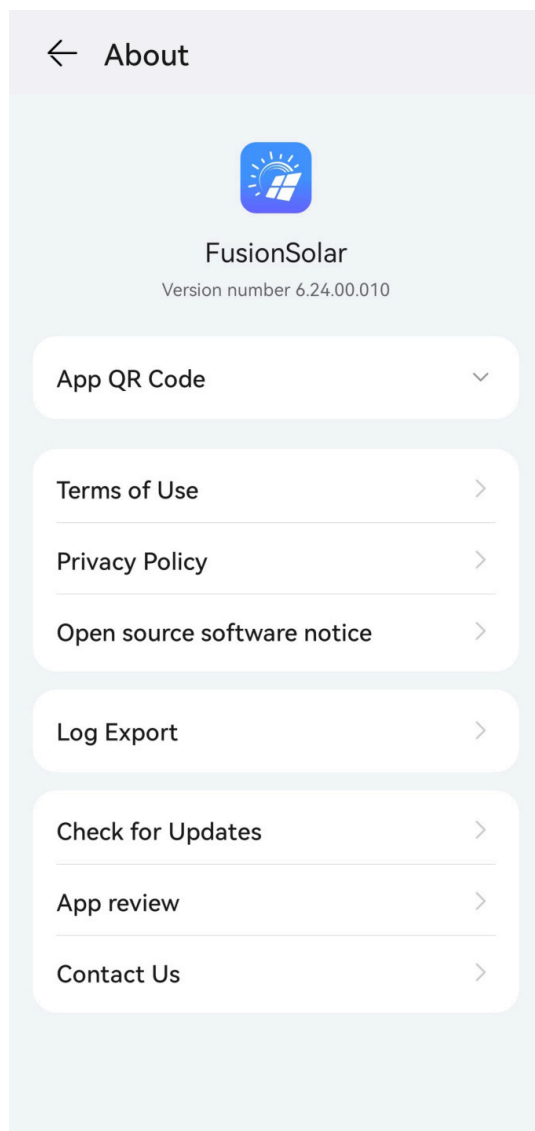 About
FusionSolar
Version number 6.24.00.010
App QR Code
Terms of Use
Privacy Policy
Open source software notice
Log Export
Check for Updates
App review
Contact Us